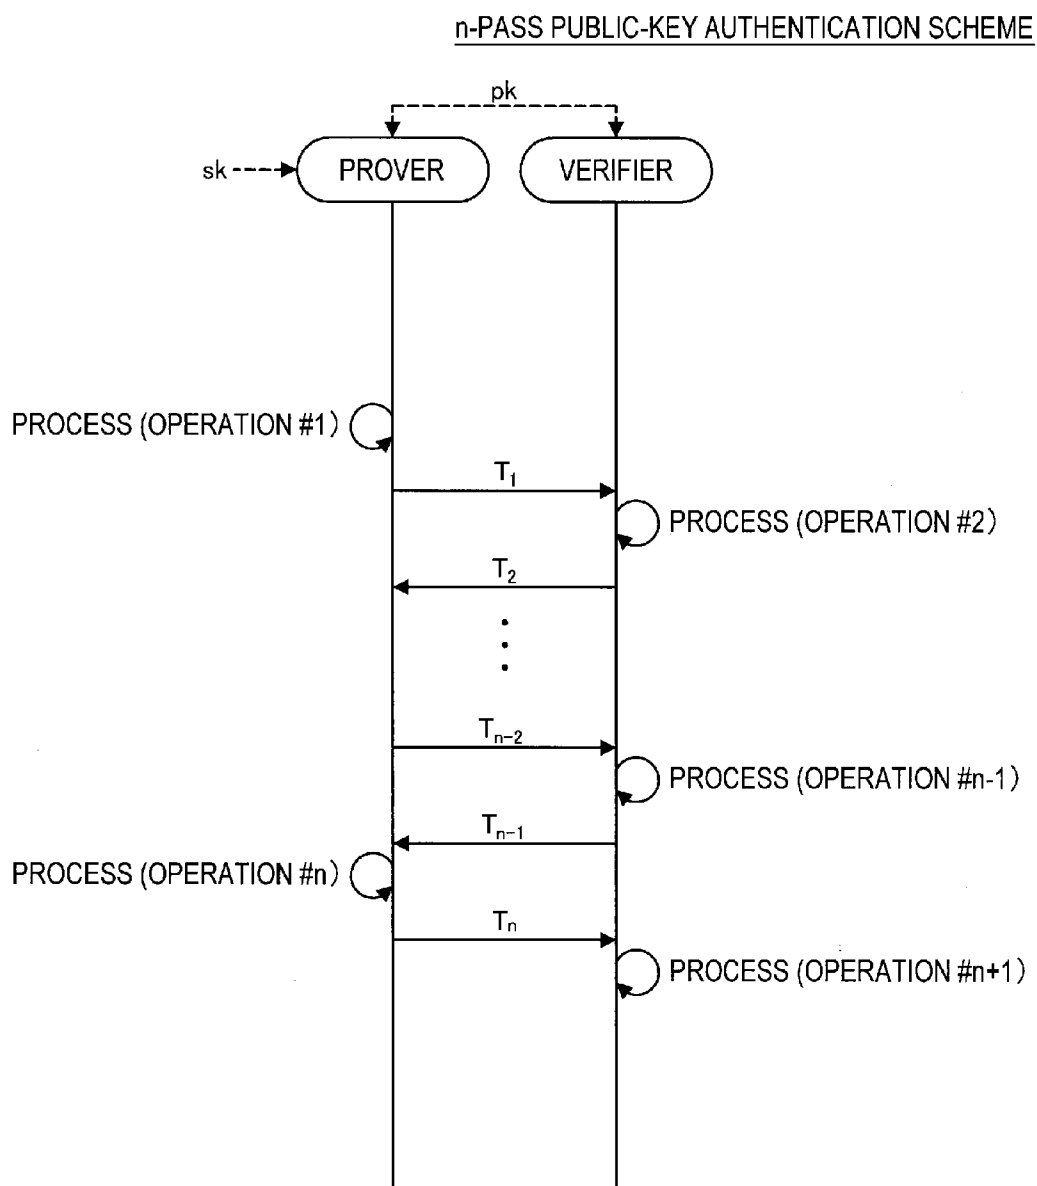 n-PASS PUBLIC-KEY AUTHENTICATION SCHEME
pk
sk
PROVER
VERIFIER
PROCESS (OPERATION #1)
T1
PROCESS (OPERATION #2)
T2
Tn-2
PROCESS (OPERATION #n-1)
Tn-1
PROCESS (OPERATION #n)
Tn
PROCESS (OPERATION #n+1)